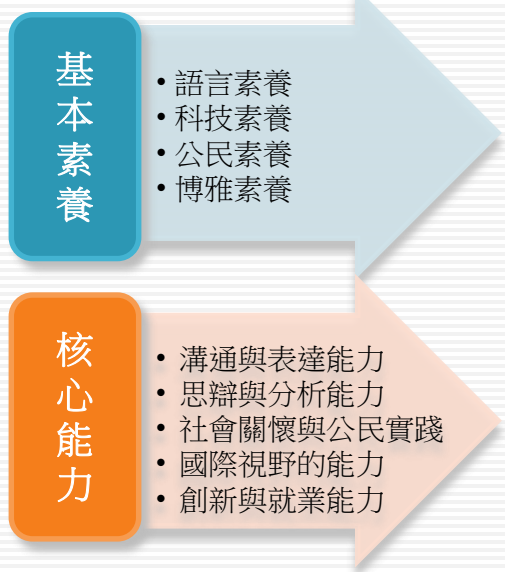 基本素養
• 語言素養
• 科技素養
• 公民素養
• 博雅素養
核心能力
• 溝通與表達能力
• 思辯與分析能力
• 社會關懷與公民實踐
• 國際視野的能力
• 創新與就業能力